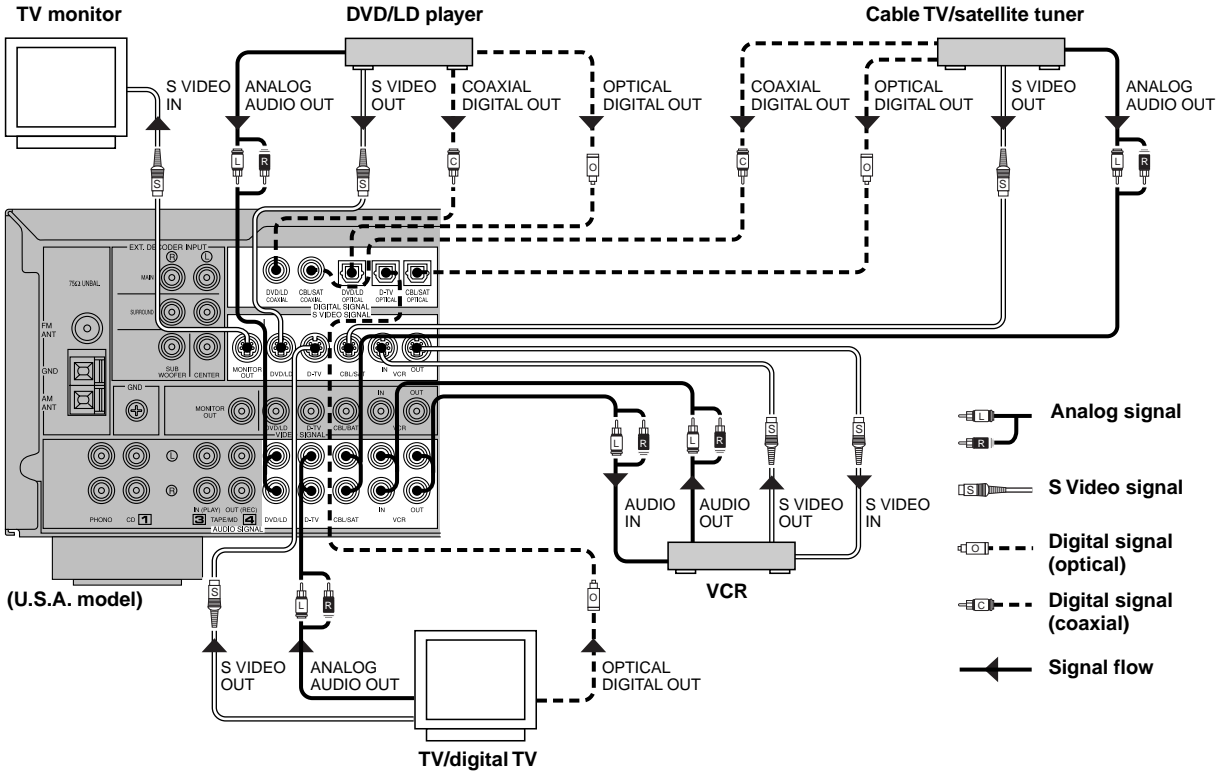 TV monitor
DVD/LD player
Cable TV/satellite tuner
S VIDEO
IN
ANALOG
AUDIO OUT
S VIDEO
OUT
COAXIAL
DIGITAL OUT
OPTICAL
DIGITAL OUT
COAXIAL
DIGITAL OUT
OPTICAL
DIGITAL OUT
S VIDEO
OUT
ANALOG
AUDIO OUT
L
R
C
L
R
S
S
O
C
O
S
EXT. DECODER INPUT
R
L
MAIN
75Ω UNBAL.
SURROUND
FM
ANT
GND
AM
ANT
SUB
WOOFER
CENTER
DVD/LD
COAXIAL
CBL/SAT
COAXIAL
DVD/LD
OPTICAL
D-TV
OPTICAL
CBL/SAT
OPTICAL
DIGITAL SIGNAL
S VIDEO SIGNAL
MONITOR
OUT
DVD/LD
D-TV
CBL/SAT
IN
VCR
OUT
GND
MONITOR
OUT
IN
OUT
DVD/LD
D-TV
CBL/SAT
VCR
VIDEO SIGNAL
L
R
PHONO
CD 1
IN (PLAY)
OUT (REC)
3 TAPE/MD 4
AUDIO SIGNAL
DVD/LD
D-TV
CBL/SAT
IN
VCR
OUT
L
R
L
R
S
S
AUDIO
IN
AUDIO
OUT
S VIDEO
OUT
S VIDEO
IN
VCR
L
R
Analog signal
S
S Video signal
O
Digital signal
(optical)
C
Digital signal
(coaxial)
Signal flow
(U.S.A. model)
S
L
R
O
S VIDEO
OUT
ANALOG
AUDIO OUT
OPTICAL
DIGITAL OUT
TV/digital TV